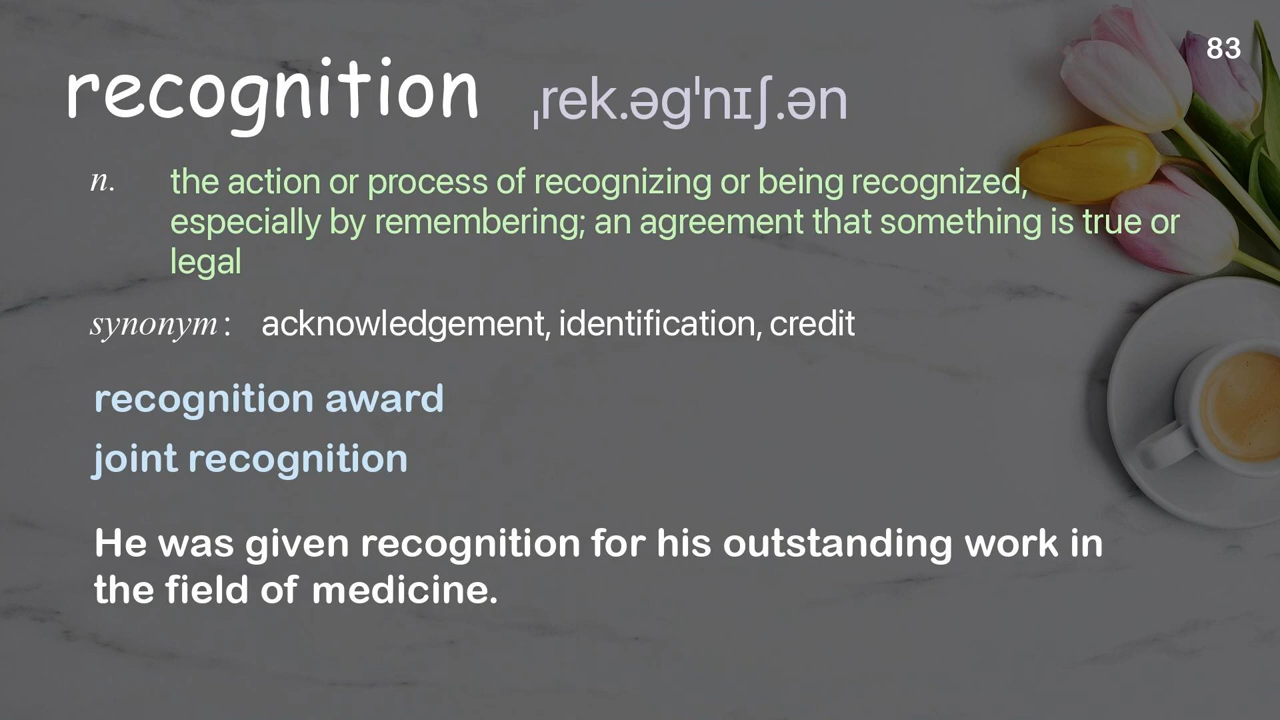 83
recognition ˌrek.əgˈnɪʃ.ən
n. the action or process of recognizing or being recognized,
especially by remembering; an agreement that something is true or
legal
synonym: acknowledgement, identification, credit
recognition award
joint recognition
He was given recognition for his outstanding work in
the field of medicine.